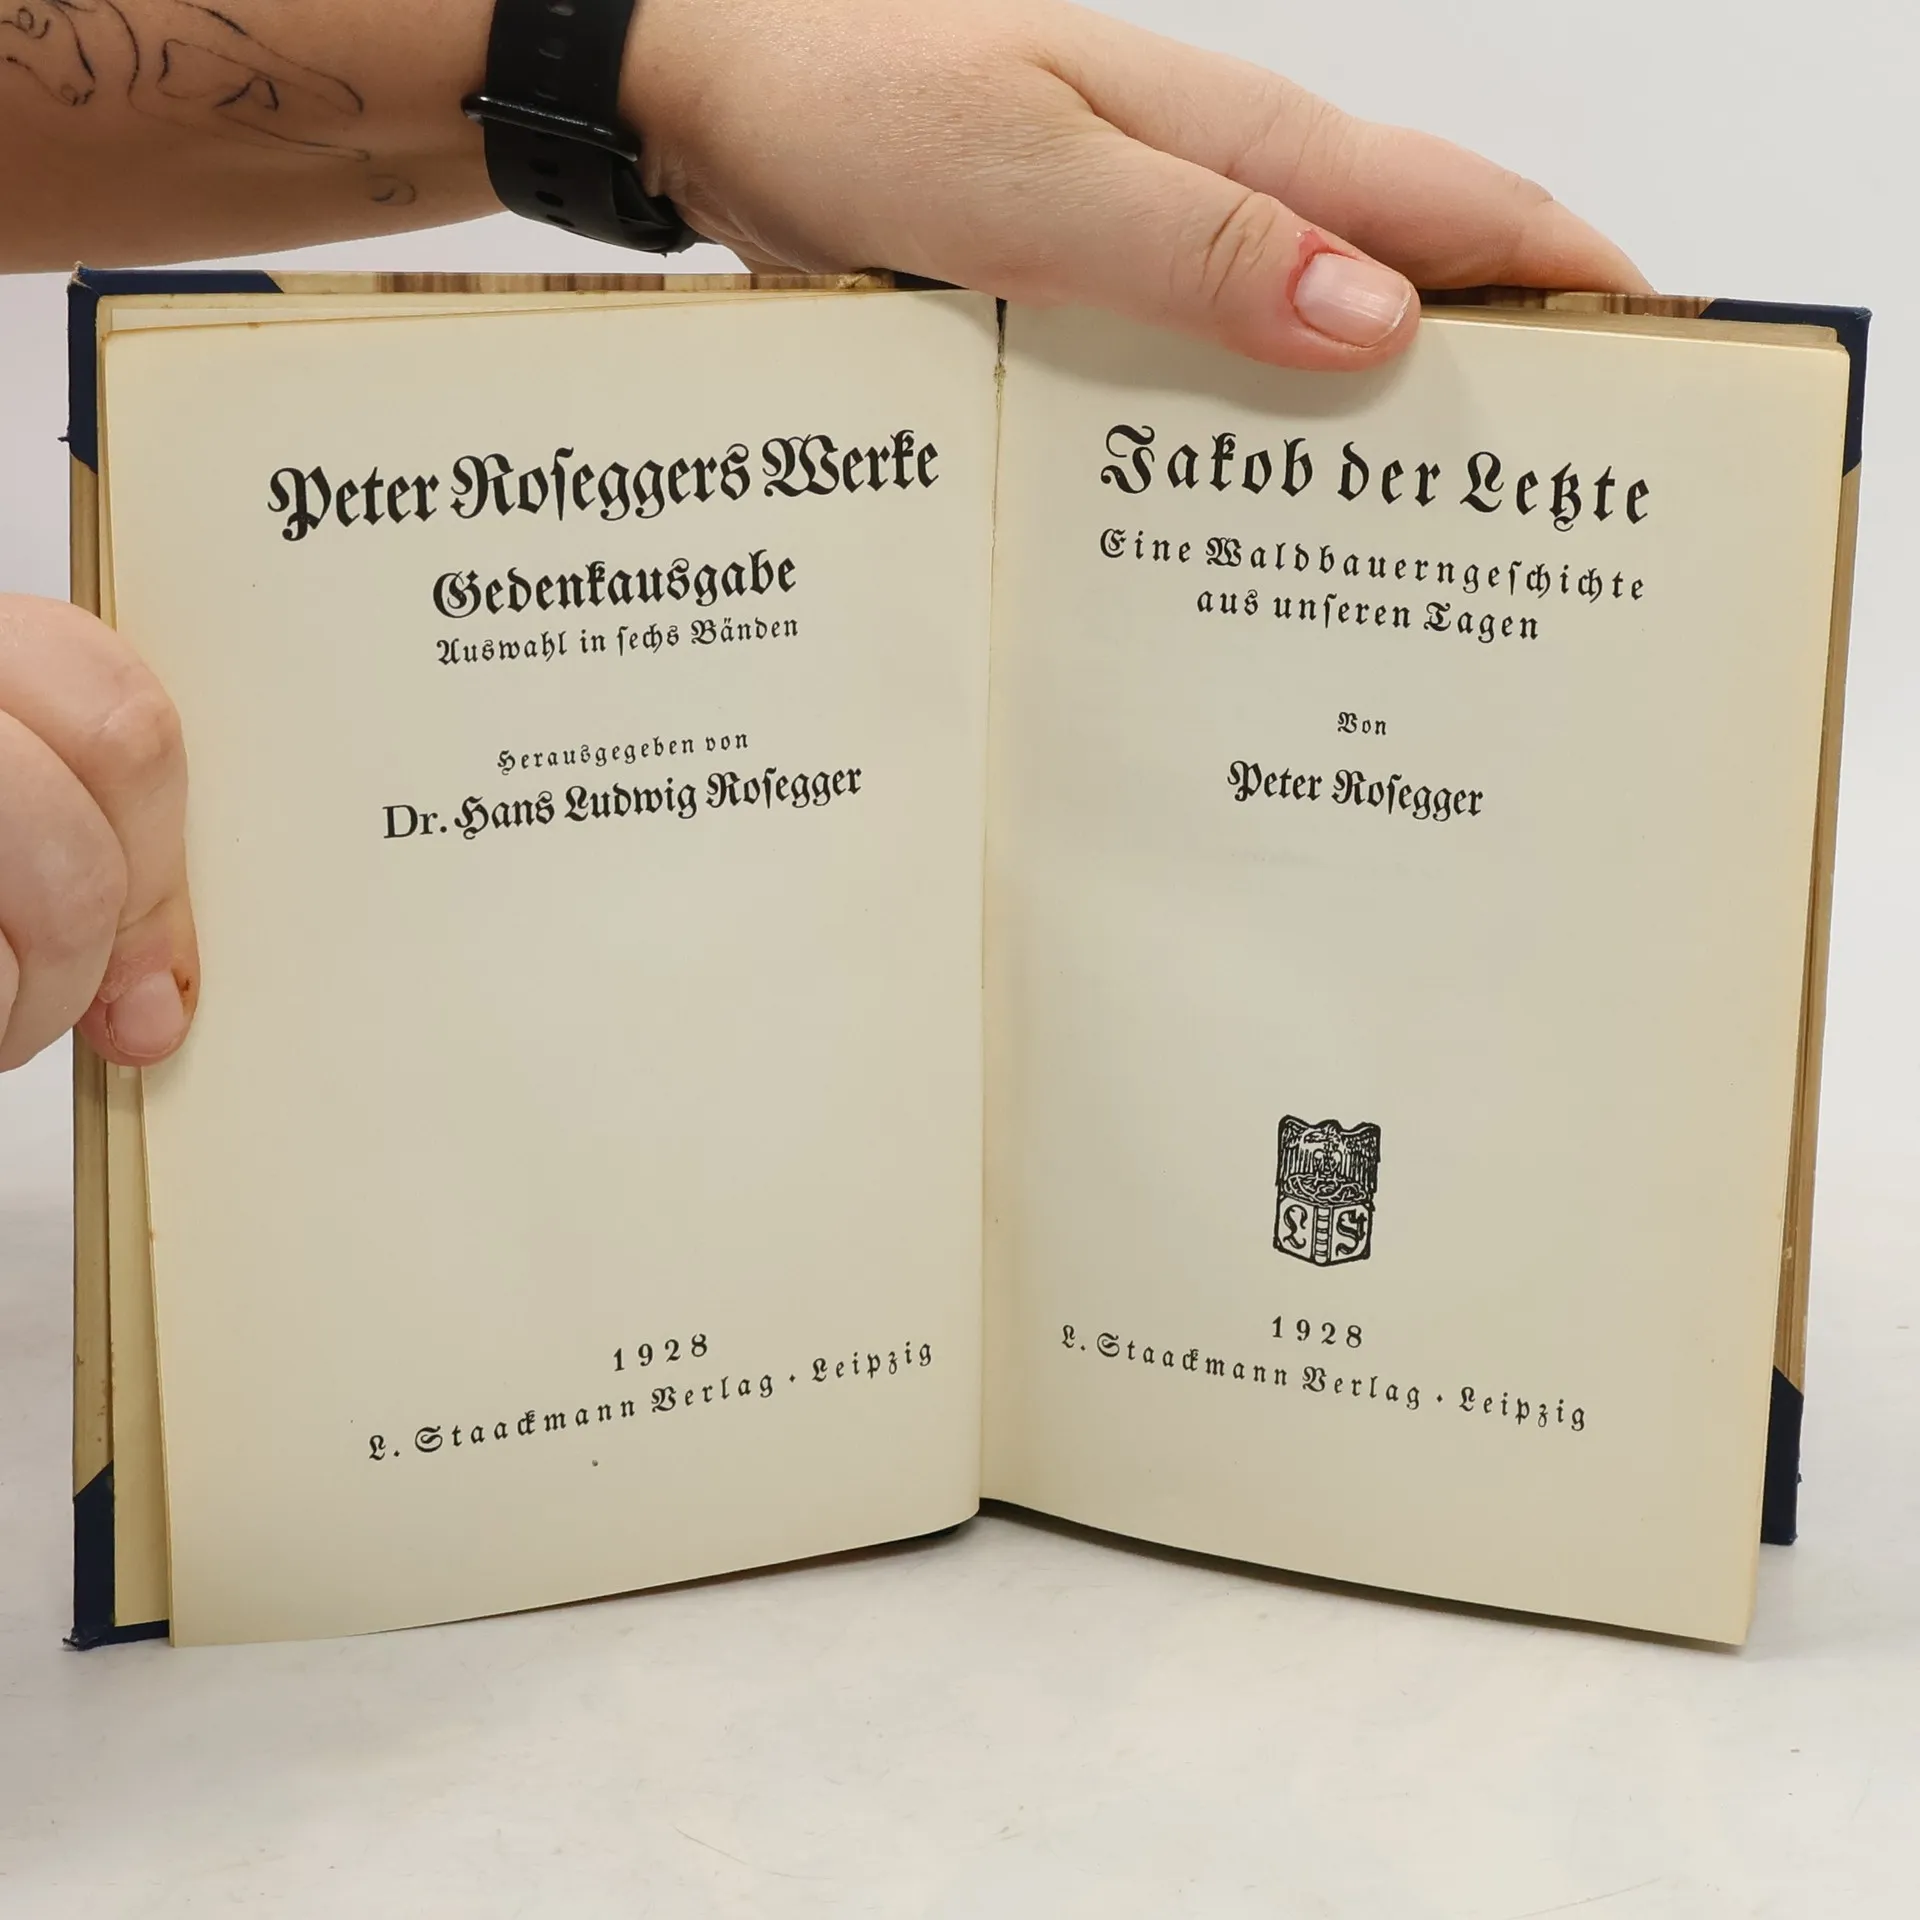 Peter Roſeggers Werke
Gedenkausgabe
Auswahl in ſechs Bänden
Herausgegeben von
Dr. Hans Ludwig Roſegger
1928
L. Staackmann Verlag · Leipzig
Jakob der Letzte
Eine Waldbauerngeſchichte
aus unſeren Tagen
Von
Peter Roſegger
L St
1928
L. Staackmann Verlag · Leipzig